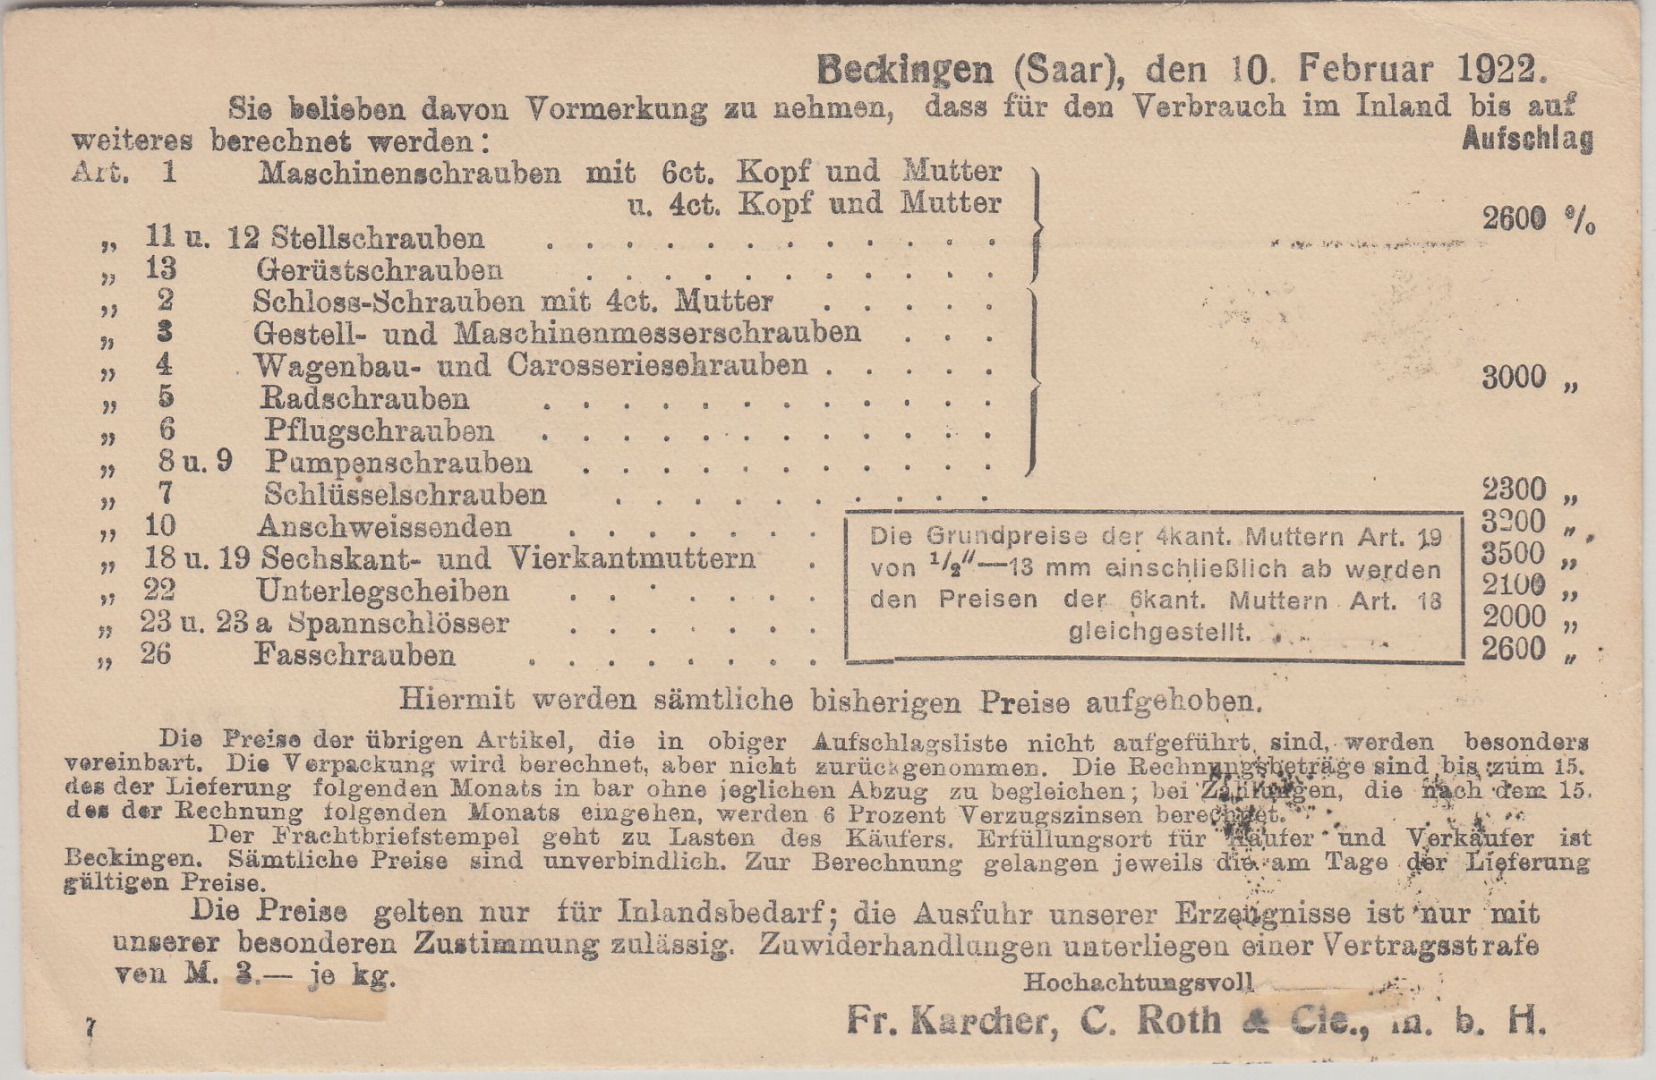 Beckingen (Saar), den 10. Februar 1922.
Sie belieben davon Vormerkung zu nehmen, dass für den Verbrauch im Inland bis auf
weiteres berechnet werden: Aufschlag
Art. 1 Maschinenschrauben mit 6ct. Kopf und Mutter
u. 4ct. Kopf und Mutter
2600 %
„ 11 u. 12 Stellschrauben . . . . . . . . . . . .
„ 13 Gerüstschrauben . . . . . . . . . . .
„ 2 Schloss-Schrauben mit 4ct. Mutter . . . . .
„ 3 Gestell- und Maschinenmesserschrauben . . .
„ 4 Wagenbau- und Carosserieschrauben . . . . . 3000 „
„ 5 Radschrauben . . . . . . . . . . . .
„ 6 Pflugschrauben . . . . . . . . . . . .
„ 8 u. 9 Pumpenschrauben . . . . . . . . . . .
„ 7 Schlüsselschrauben . . . . . . . . . . 2300 „
„ 10 Anschweissenden . . . . . . . 3200 „
„ 18 u. 19 Sechskant- und Vierkantmuttern . 3500 „
„ 22 Unterlegscheiben . . . . . . . 2100 „
„ 23 u. 23 a Spannschlösser . . . . . . . 2000 „
„ 26 Fasschrauben . . . . . . . . 2600 „
Die Grundpreise der 4kant. Muttern Art. 19
von 1/2"—13 mm einschließlich ab werden
den Preisen der 6kant. Muttern Art. 18
gleichgestellt.
Hiermit werden sämtliche bisherigen Preise aufgehoben.
Die Preise der übrigen Artikel, die in obiger Aufschlagsliste nicht aufgeführt sind, werden besonders
vereinbart. Die Verpackung wird berechnet, aber nicht zurückgenommen. Die Rechnungsbeträge sind bis zum 15.
des der Lieferung folgenden Monats in bar ohne jeglichen Abzug zu begleichen; bei Zahlungen, die nach dem 15.
des der Rechnung folgenden Monats eingehen, werden 6 Prozent Verzugszinsen berechnet.
Der Frachtbriefstempel geht zu Lasten des Käufers. Erfüllungsort für Käufer und Verkäufer ist
Beckingen. Sämtliche Preise sind unverbindlich. Zur Berechnung gelangen jeweils die am Tage der Lieferung
gültigen Preise.
Die Preise gelten nur für Inlandsbedarf; die Ausfuhr unserer Erzeugnisse ist nur mit
unserer besonderen Zustimmung zulässig. Zuwiderhandlungen unterliegen einer Vertragsstrafe
von M. 3.— je kg.
Hochachtungsvoll
7 Fr. Karcher, C. Roth & Cie., m. b. H.